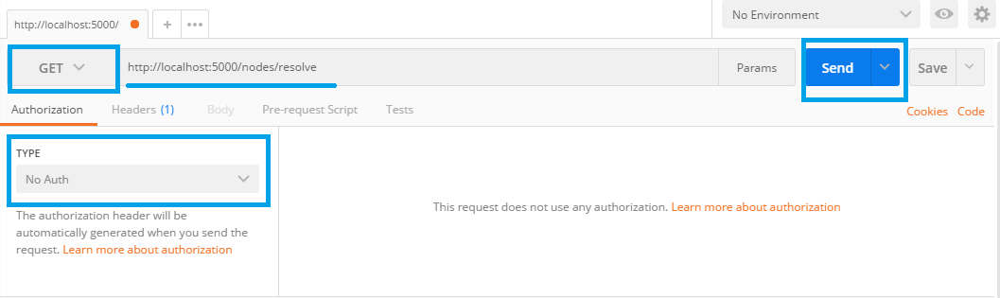 http://localhost:5000/
No Environment
GET
http://localhost:5000/nodes/resolve
Params
Send
Save
Authorization
Headers (1)
Body
Pre-request Script
Tests
Cookies
Code
TYPE
No Auth
The authorization header will be
automatically generated when you send the
request. Learn more about authorization
This request does not use any authorization. Learn more about authorization